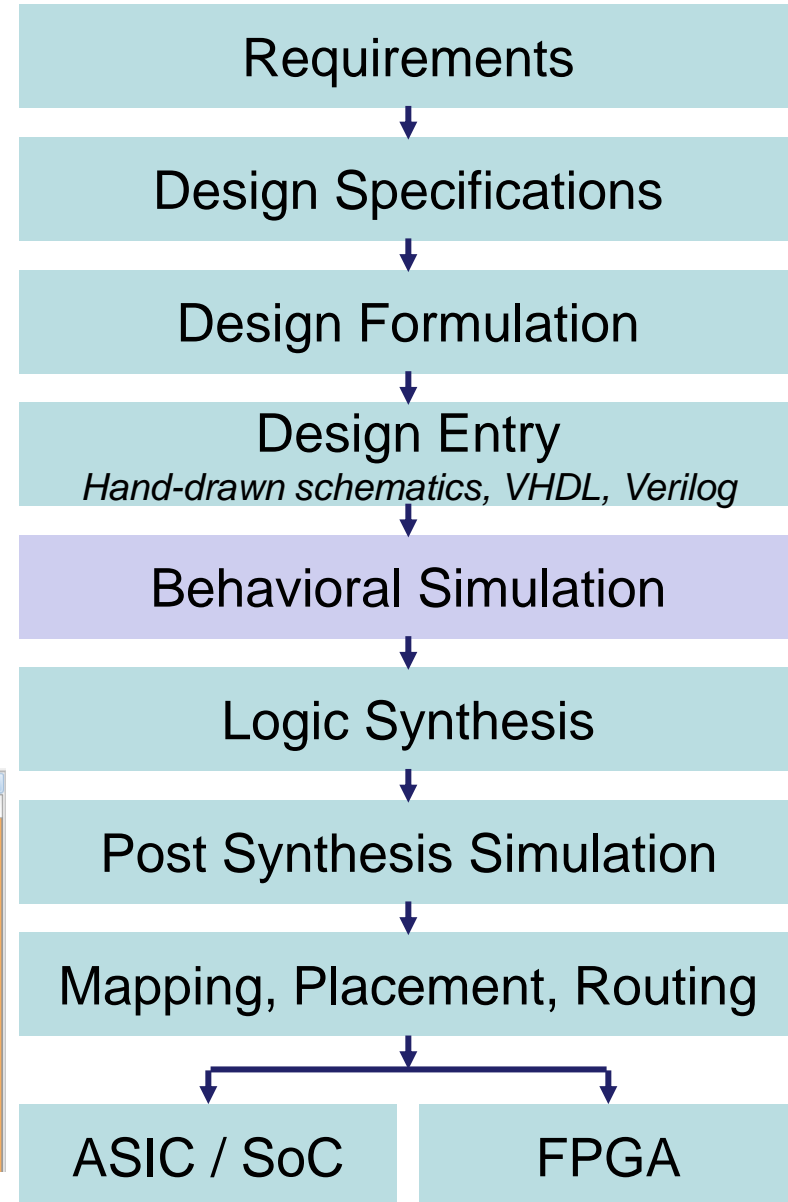 Requirements
Design Specifications
Design Formulation
Design Entry
Hand-drawn schematics, VHDL, Verilog
Behavioral Simulation
Logic Synthesis
Post Synthesis Simulation
Mapping, Placement, Routing
ASIC / SoC
FPGA